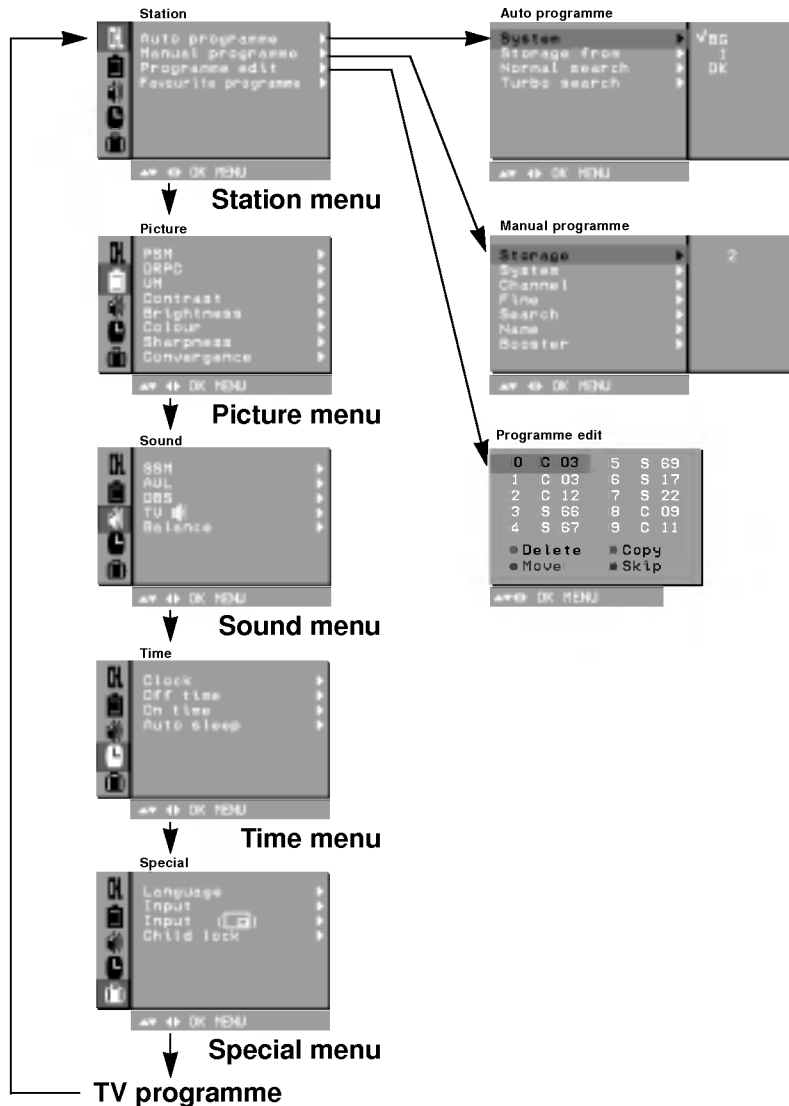 Station
Auto programme
Manual programme
Programme edit
Favourite programme
OK MENU
Station menu
Picture
PSM
DRPC
VM
Contrast
Brightness
Colour
Sharpness
Convergence
OK MENU
Picture menu
Sound
SSM
AVL
DBS
TV
Balance
OK MENU
Sound menu
Time
Clock
Off time
On time
Auto sleep
OK MENU
Time menu
Special
Language
Input
Input
Child lock
OK MENU
Special menu
TV programme
Auto programme
System BG
Storage from 1
Normal search OK
Turbo search
OK MENU
Manual programme
Storage 2
System
Channel
Fine
Search
Name
Booster
OK MENU
Programme edit
0 C 03 5 S 69
1 C 03 6 S 17
2 C 12 7 S 22
3 S 66 8 C 09
4 S 67 9 C 11
Delete Copy
Move Skip
OK MENU